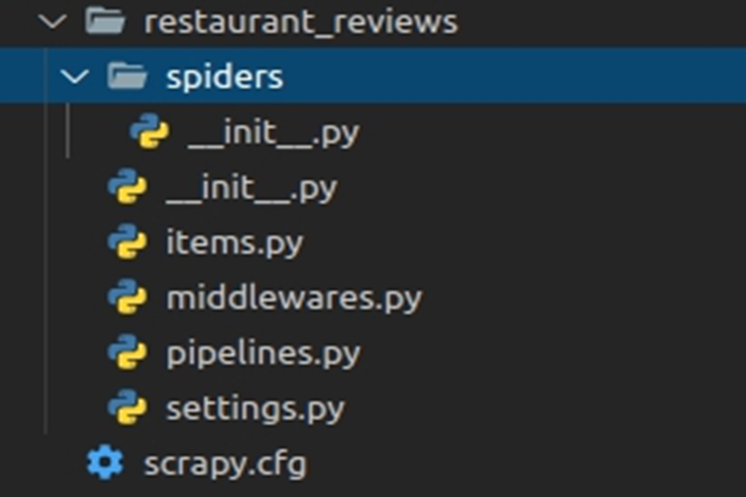 restaurant_reviews
spiders
__init__.py
__init__.py
items.py
middlewares.py
pipelines.py
settings.py
scrapy.cfg